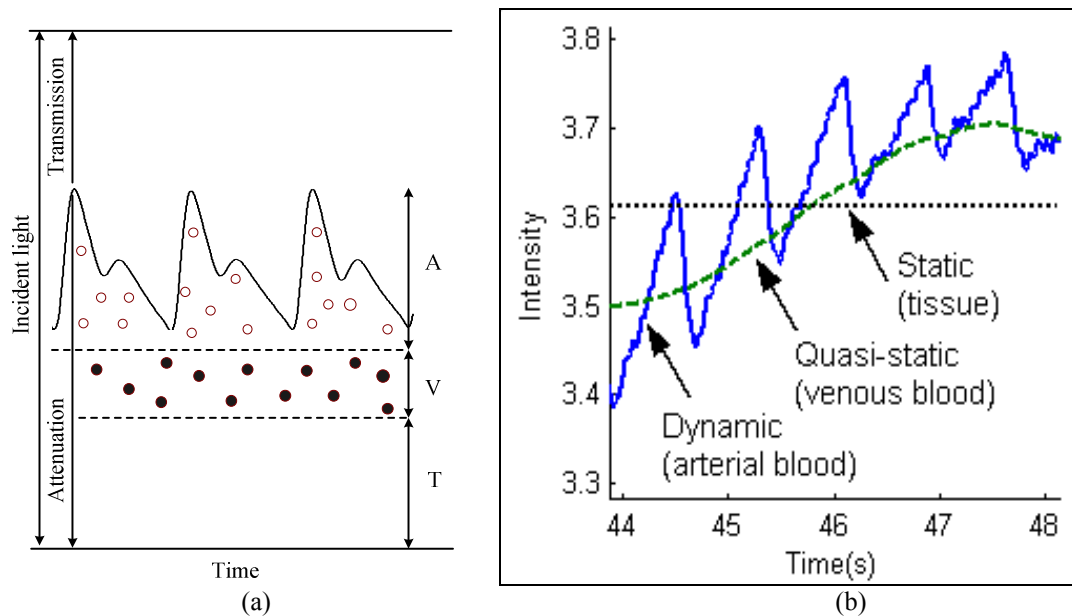 Incident light
Transmission
Attenuation
A
V
T
Time
(a)
Intensity
3.8
3.7
3.6
3.5
3.4
3.3
Static
(tissue)
Quasi-static
(venous blood)
Dynamic
(arterial blood)
44 45 46 47 48
Time(s)
(b)